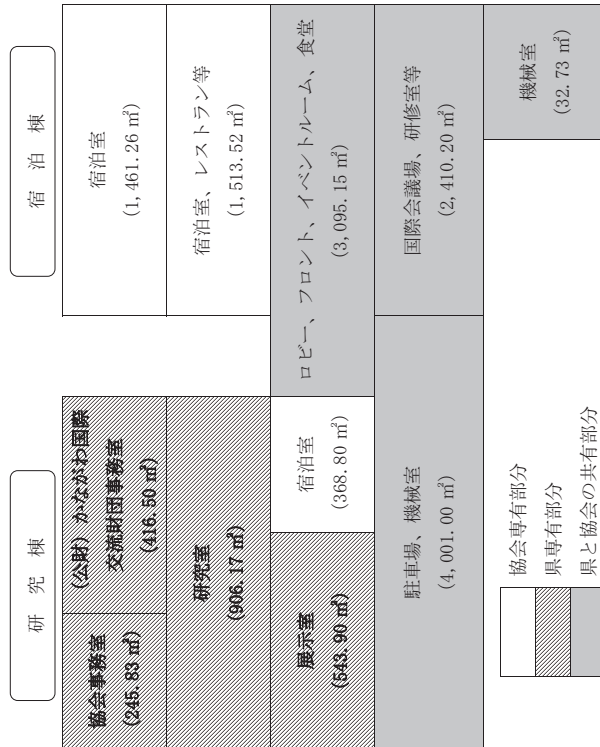 研 究 棟
宿 泊 棟
協会事務室
(245.83 ㎡)
(公財) かながわ国際
交流財団事務室
(416.50 ㎡)
宿泊室
(1,461.26 ㎡)
研究室
(906.17 ㎡)
宿泊室、レストラン等
(1,513.52 ㎡)
展示室
(543.90 ㎡)
宿泊室
(368.80 ㎡)
ロビー、フロント、イベントルーム、食堂
(3,095.15 ㎡)
駐車場、機械室
(4,001.00 ㎡)
国際会議場、研修室等
(2,410.20 ㎡)
機械室
(32.73 ㎡)
協会専有部分
県専有部分
県と協会の共有部分